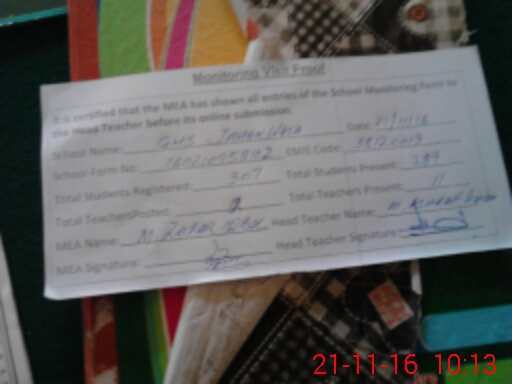 Monitoring Visit Proof
It is certified that the MEA has shown all entries of the School Monitoring Form to
the Head Teacher before its online submission.
School Name: GHS Date: 21/11/16
School Form No: EMIS Code:
Total Students Registered: 307 Total Students Present: 289
Total TeachersPosted: Total Teachers Present: 11
MEA Name: M. Head Teacher Name: M.
MEA Signature: Head Teacher Signature:
21-11-16 10:13